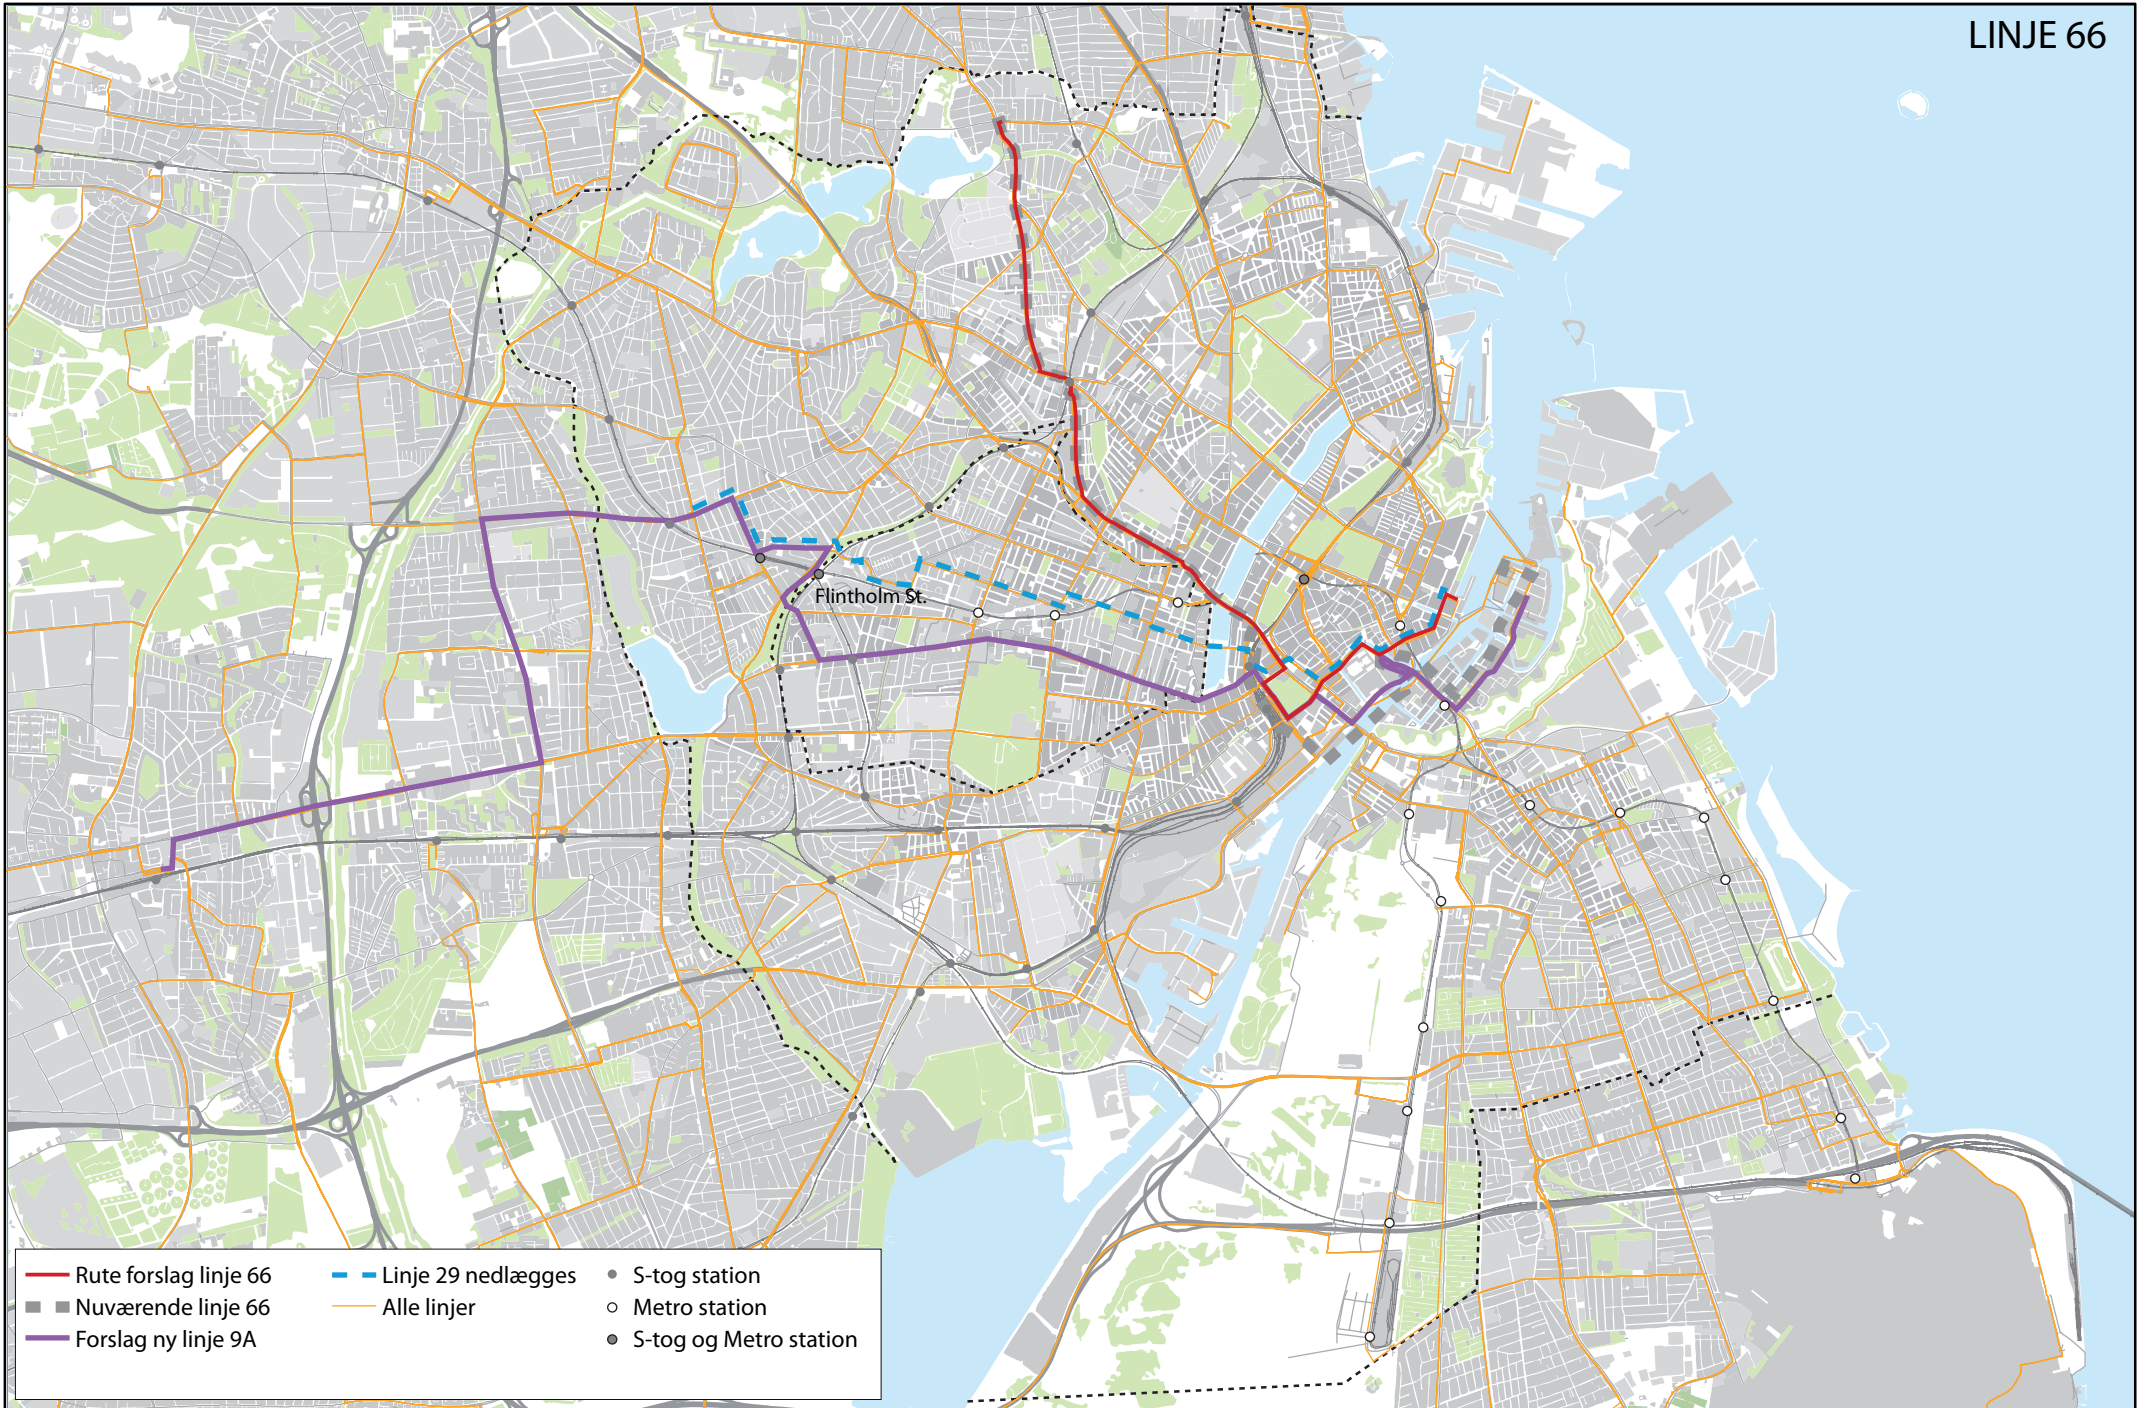 LINJE 66
Flintholm St.
Rute forslag linje 66
Nuværende linje 66
Forslag ny linje 9A
Linje 29 nedlægges
Alle linjer
S-tog station
Metro station
S-tog og Metro station